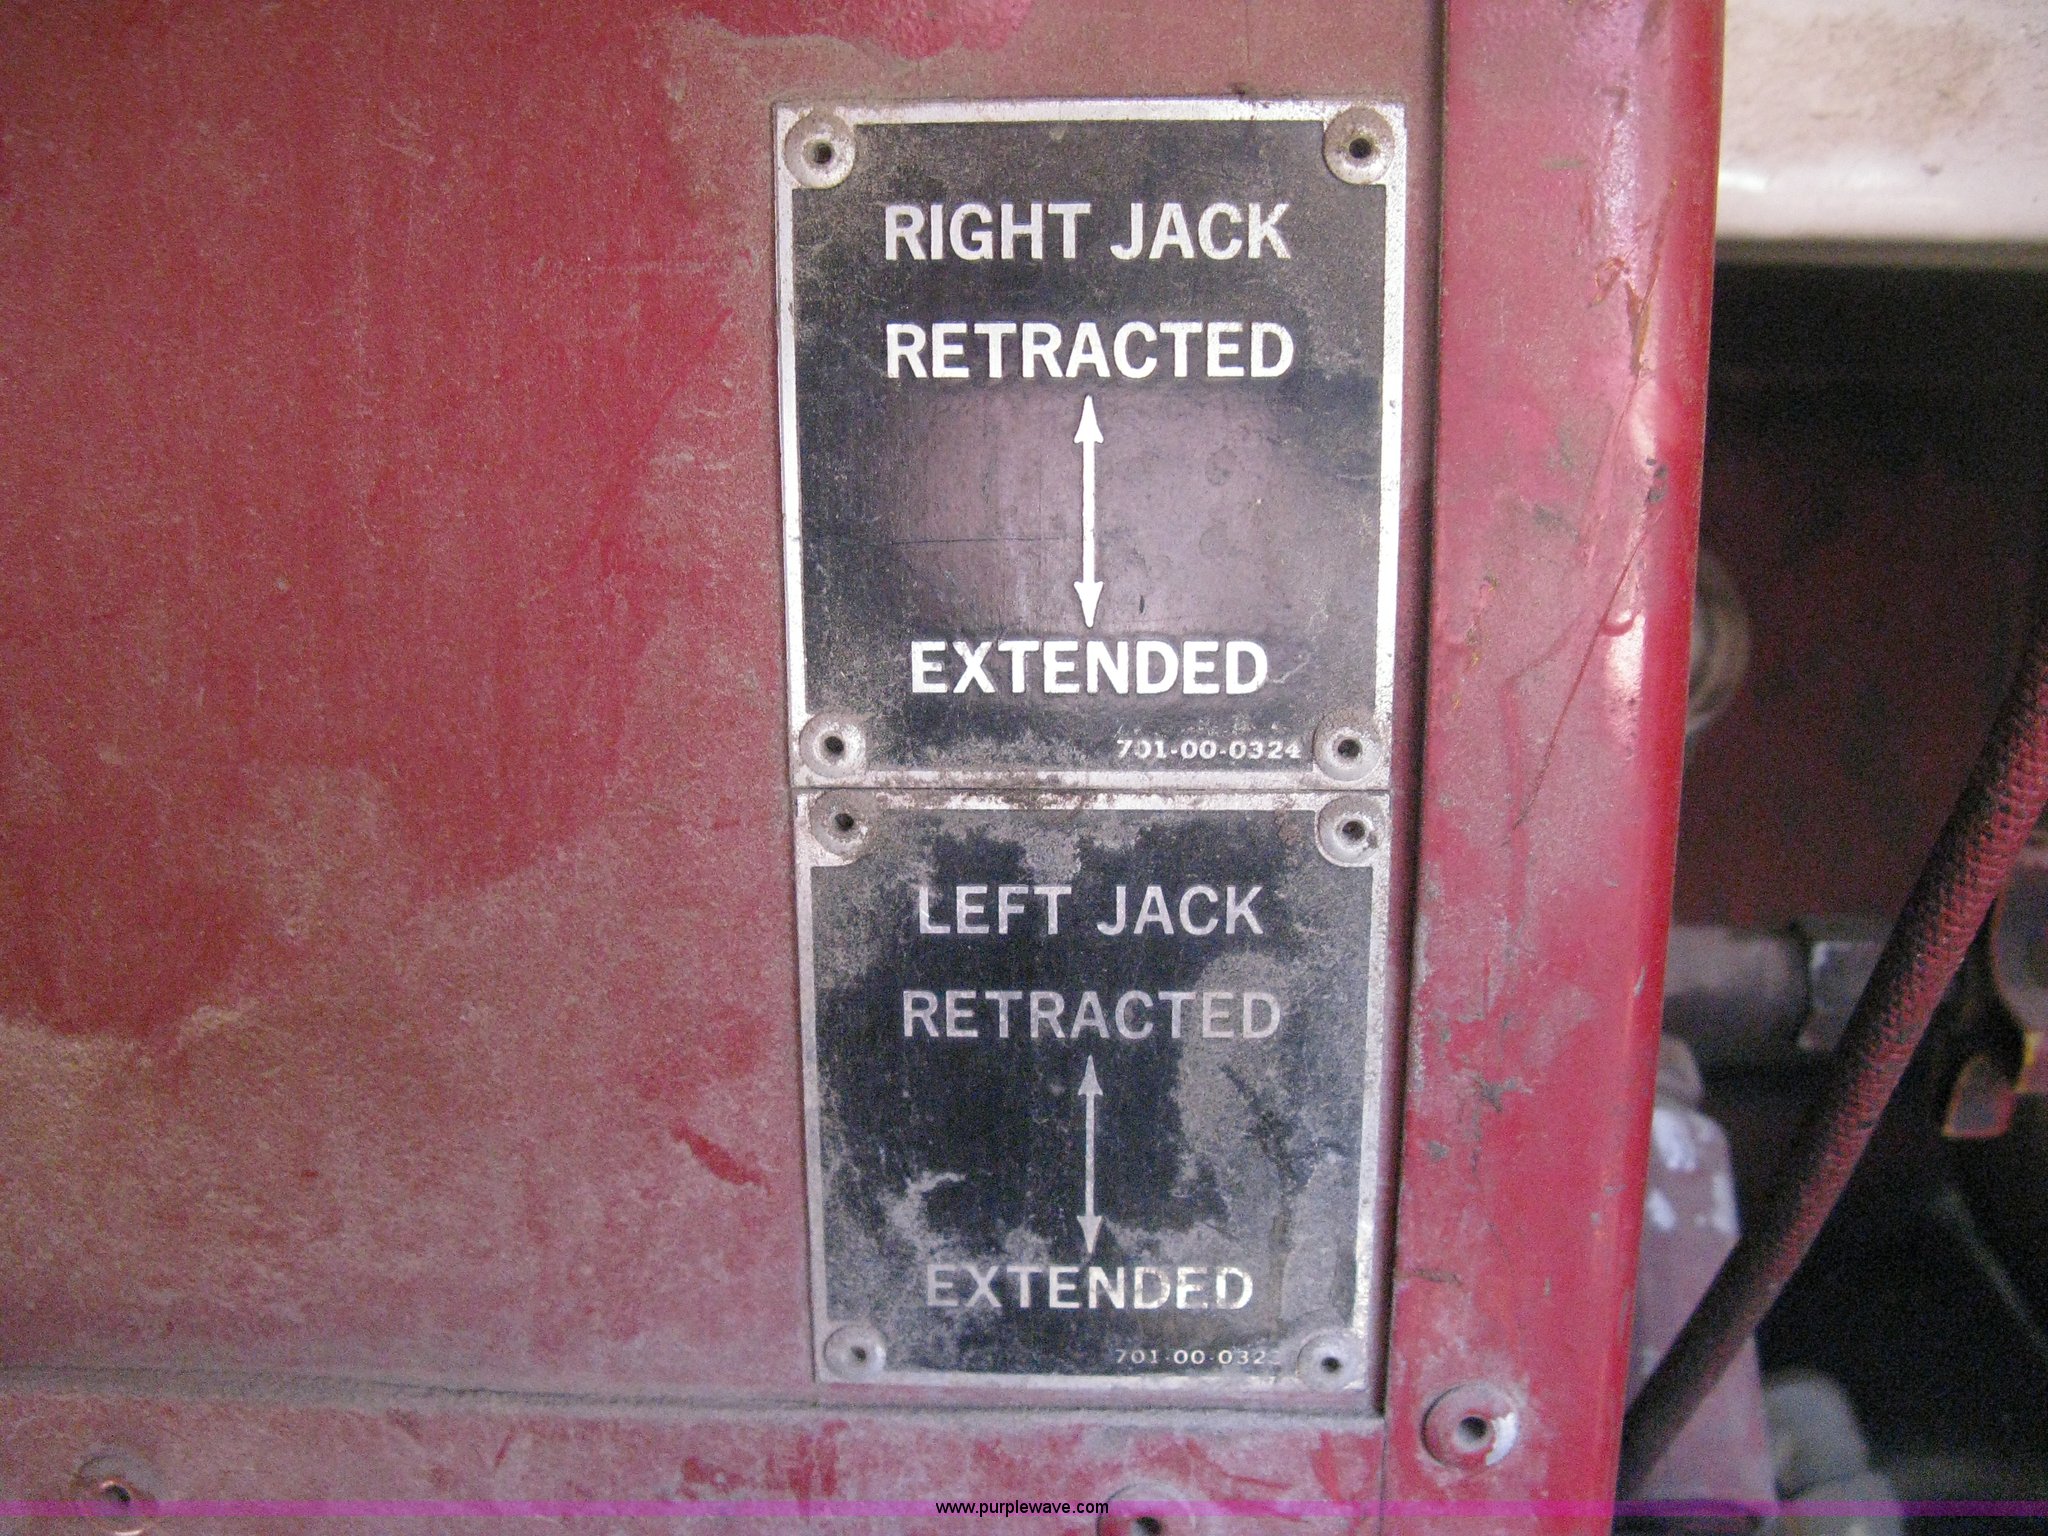 RIGHT JACK
RETRACTED
EXTENDED
701-00-0324
LEFT JACK
RETRACTED
EXTENDED
www.purplewave.com